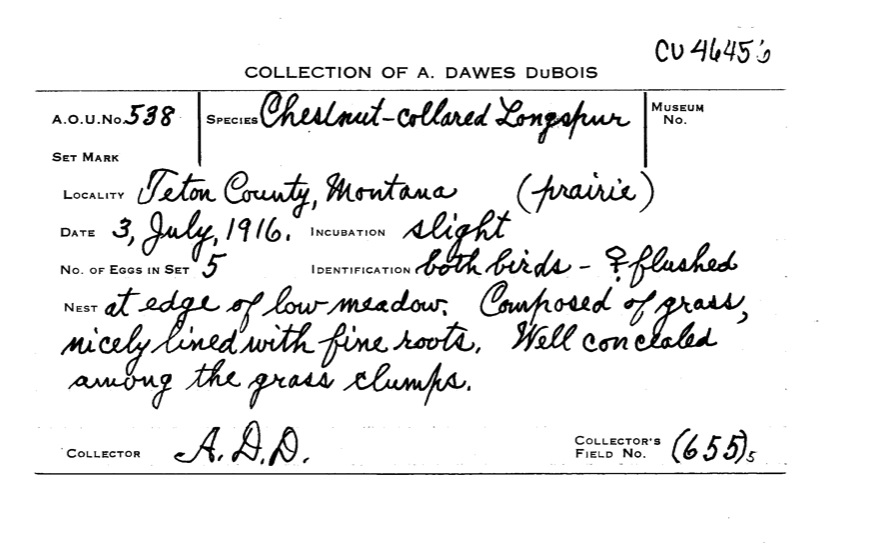 CU 46456
COLLECTION OF A. DAWES DUBOIS
A.O.U. No. 538 SPECIES Chestnut-collared Longspur MUSEUM No.
SET MARK
LOCALITY Teton County, Montana (prairie)
DATE 3, July, 1916. INCUBATION slight
NO. OF EGGS IN SET 5 IDENTIFICATION both birds - ♀ flushed
NEST at edge of low meadow. Composed of grass,
nicely lined with fine roots. Well concealed
among the grass clumps.
COLLECTOR A.D.D. COLLECTOR'S FIELD NO. (655)5